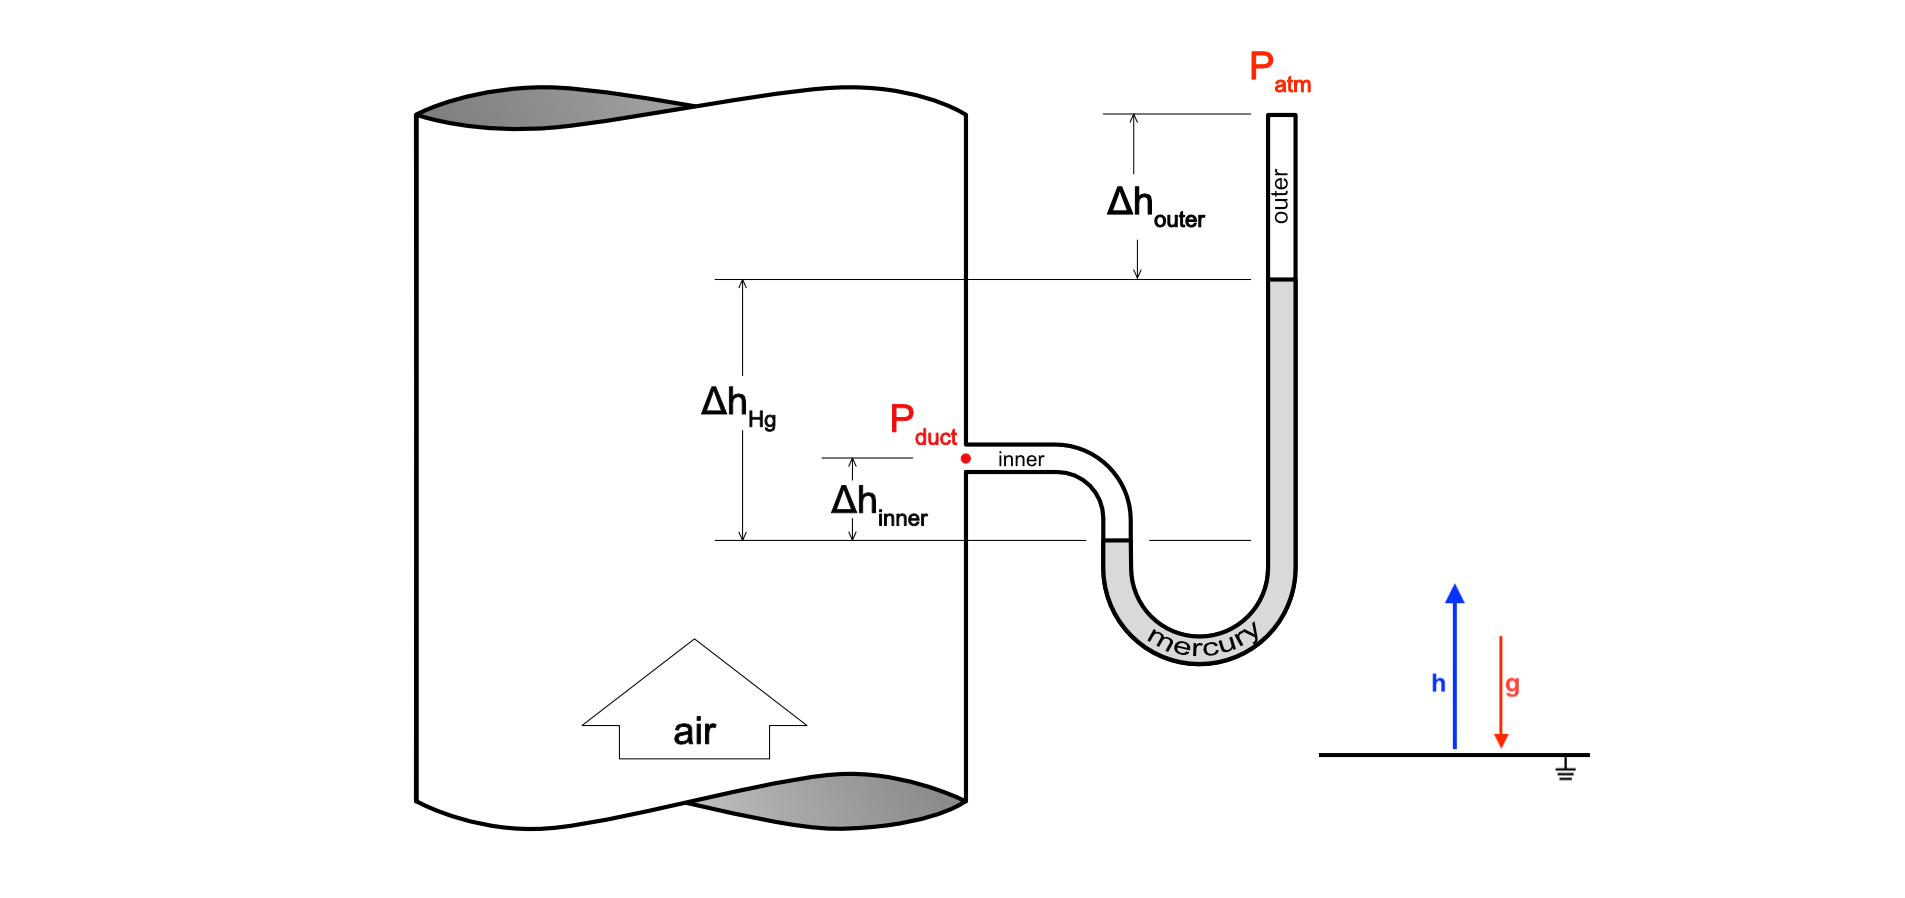 P atm
outer
Δh outer
Δh Hg
P duct
inner
Δh inner
mercury
h
g
air